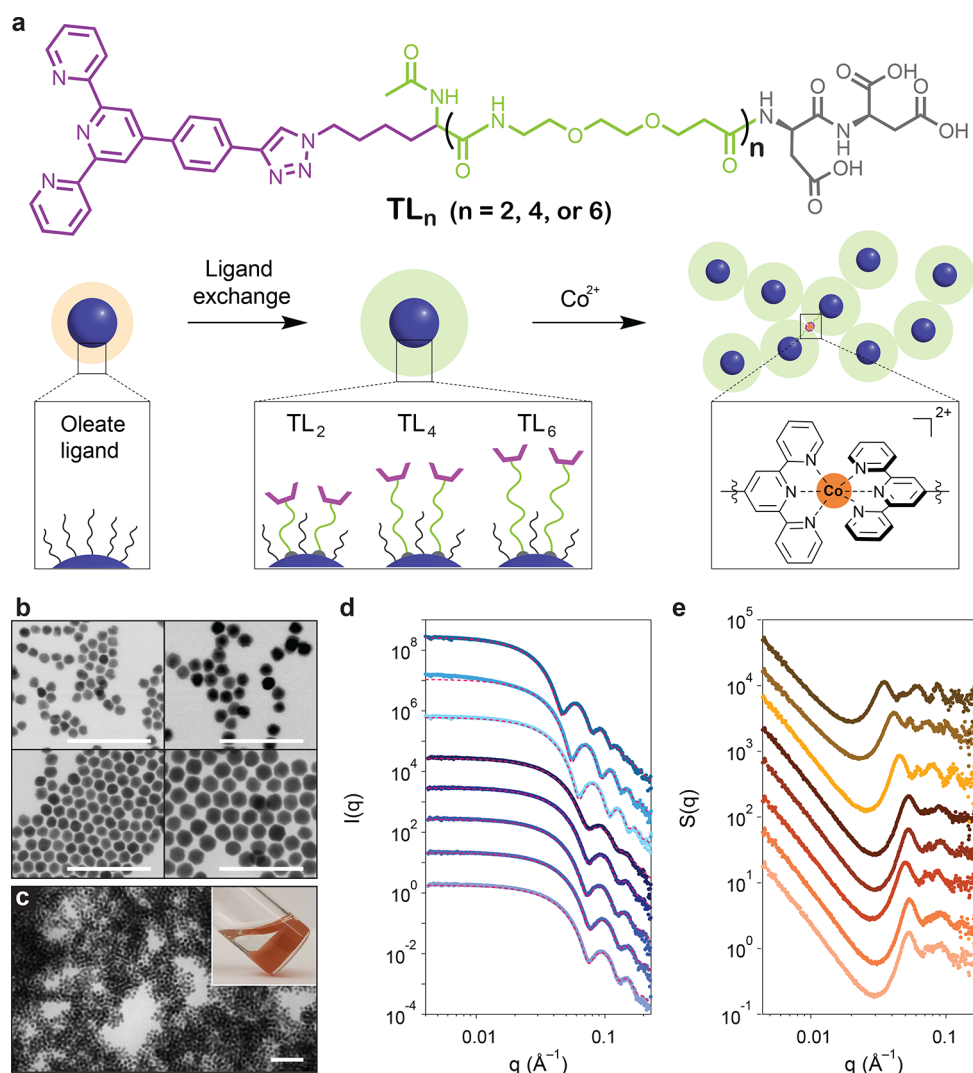 a
N
N
N
N
N
N
O
N
H
O
H
N
O
O
O
n
H
N
O
O
OH
O
N
H
O
OH
O
OH
TLₙ (n = 2, 4, or 6)
Ligand
exchange
Co²⁺
Oleate
ligand
TL₂
TL₄
TL₆
2+
N
N
N
Co
N
N
N
b
c
d
I(q)
10⁸
10⁶
10⁴
10²
10⁰
10⁻²
10⁻⁴
0.01
0.1
q (Å⁻¹)
e
S(q)
10⁵
10⁴
10³
10²
10¹
10⁰
10⁻¹
0.01
0.1
q (Å⁻¹)